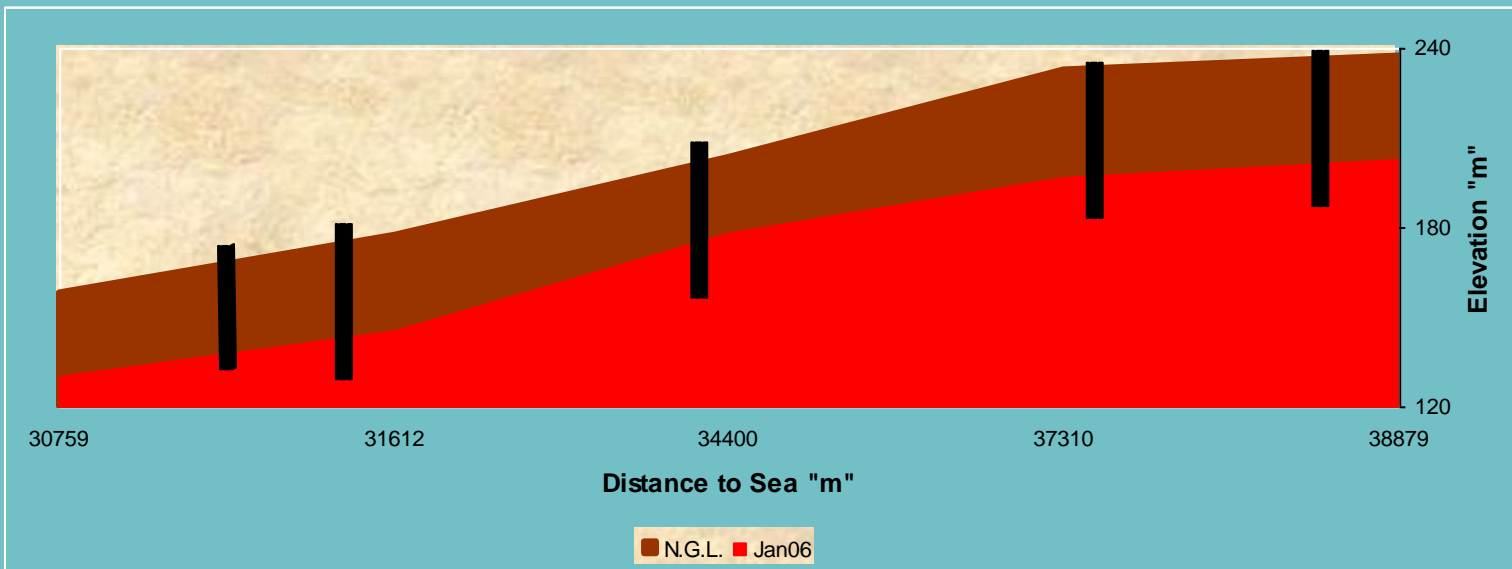 240
180
120
Elevation "m"
30759 31612 34400 37310 38879
Distance to Sea "m"
N.G.L. Jan06